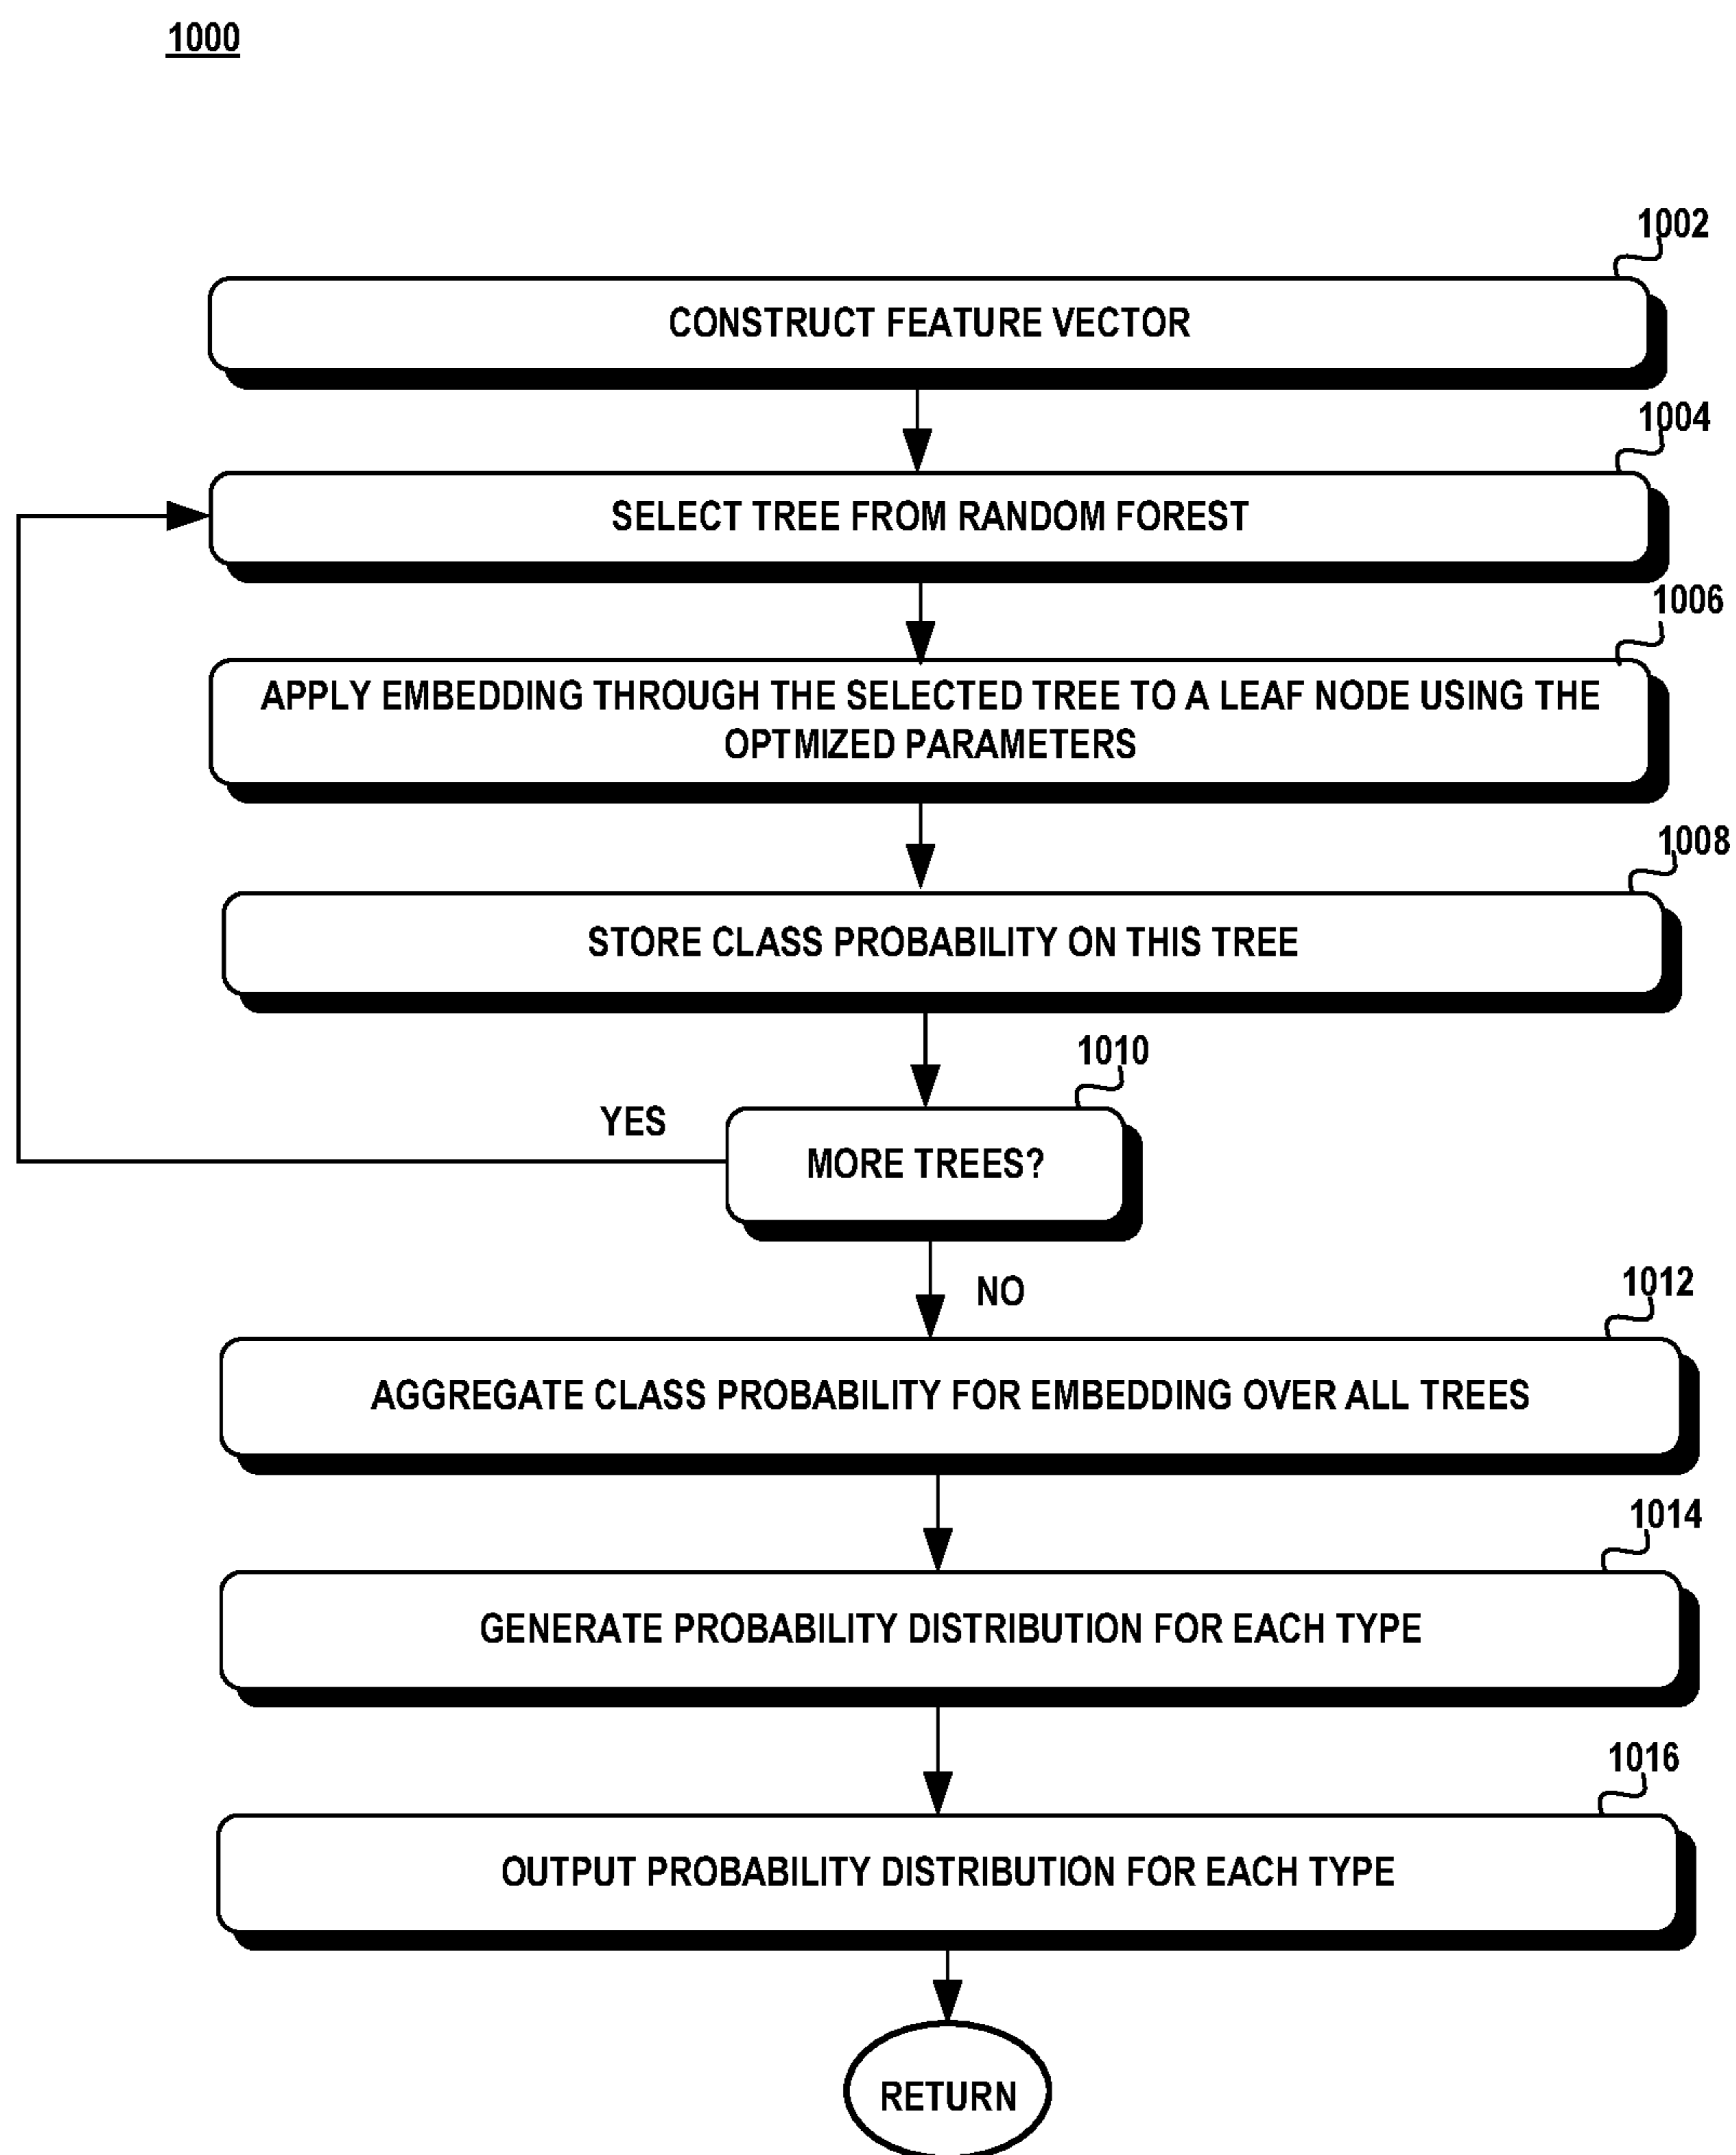 1000
1002
CONSTRUCT FEATURE VECTOR
1004
SELECT TREE FROM RANDOM FOREST
1006
APPLY EMBEDDING THROUGH THE SELECTED TREE TO A LEAF NODE USING THE
OPTMIZED PARAMETERS
1008
STORE CLASS PROBABILITY ON THIS TREE
1010
YES
MORE TREES?
NO
1012
AGGREGATE CLASS PROBABILITY FOR EMBEDDING OVER ALL TREES
1014
GENERATE PROBABILITY DISTRIBUTION FOR EACH TYPE
1016
OUTPUT PROBABILITY DISTRIBUTION FOR EACH TYPE
RETURN